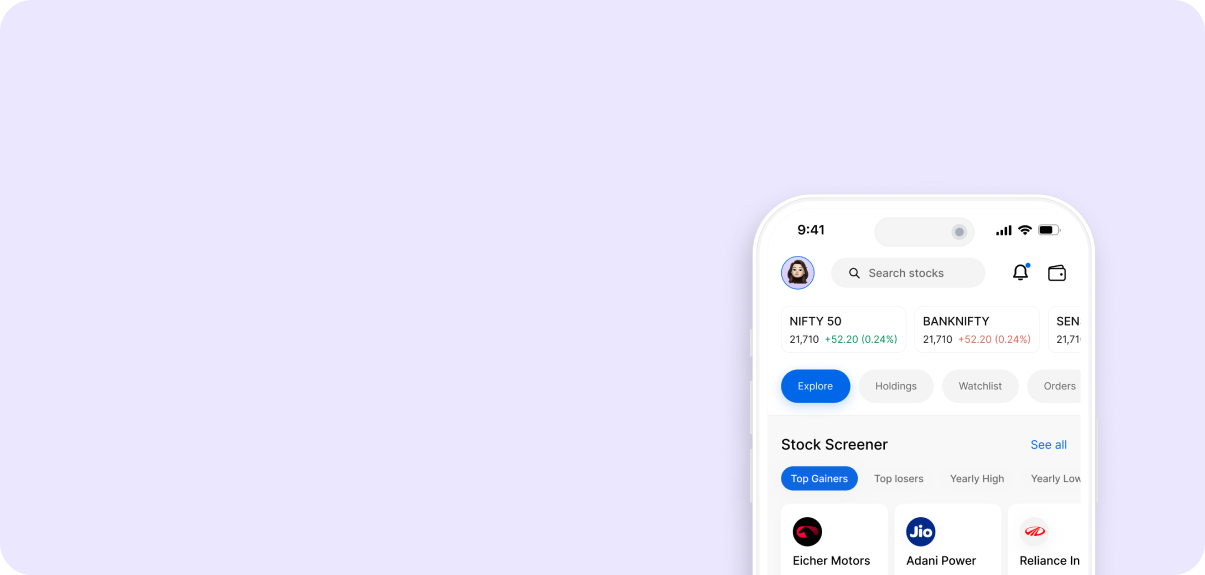 9:41
Search stocks
NIFTY 50
21,710 +52.20 (0.24%)
BANKNIFTY
21,710 +52.20 (0.24%)
SEN
21,71
Explore Holdings Watchlist Orders
Stock Screener See all
Top Gainers Top losers Yearly High Yearly Low
Jio
Eicher Motors Adani Power Reliance In